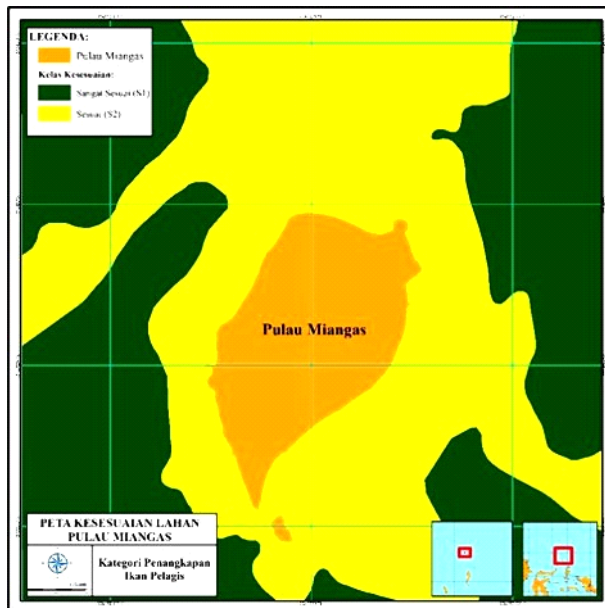 LEGENDA:
Pulau Miangas
Kelas Kesesuaian:
Sangat Sesuai (S1)
Sesuai (S2)
Pulau Miangas
PETA KESESUAIAN LAHAN
PULAU MIANGAS
Kategori Penangkapan
Ikan Pelagis